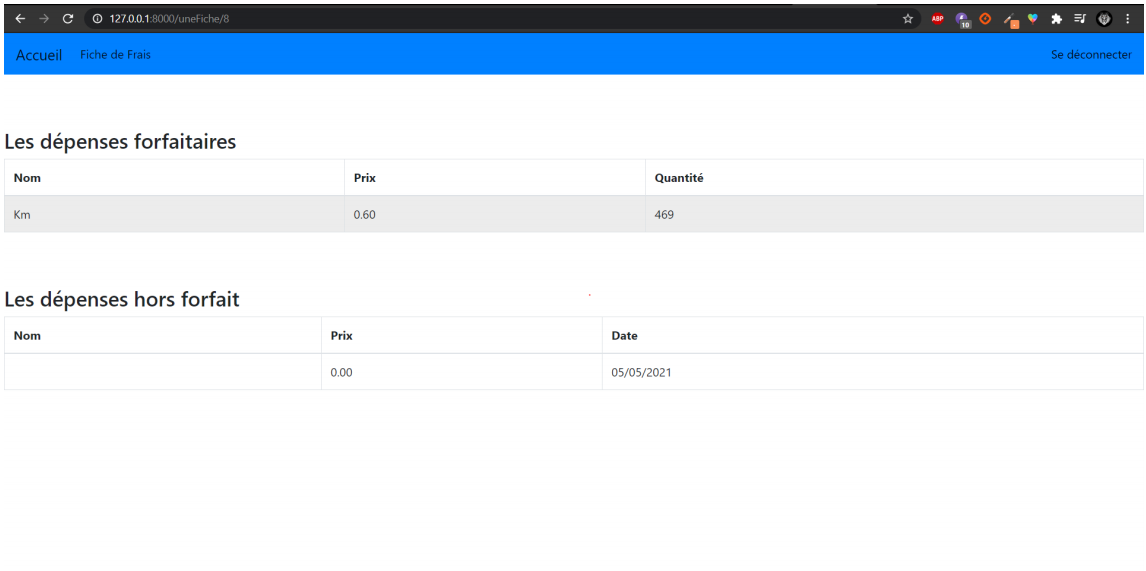 127.0.0.1:8000/uneFiche/8
ABP
10
Accueil Fiche de Frais Se déconnecter
Les dépenses forfaitaires
Nom Prix Quantité
Km 0.60 469
Les dépenses hors forfait
Nom Prix Date
0.00 05/05/2021